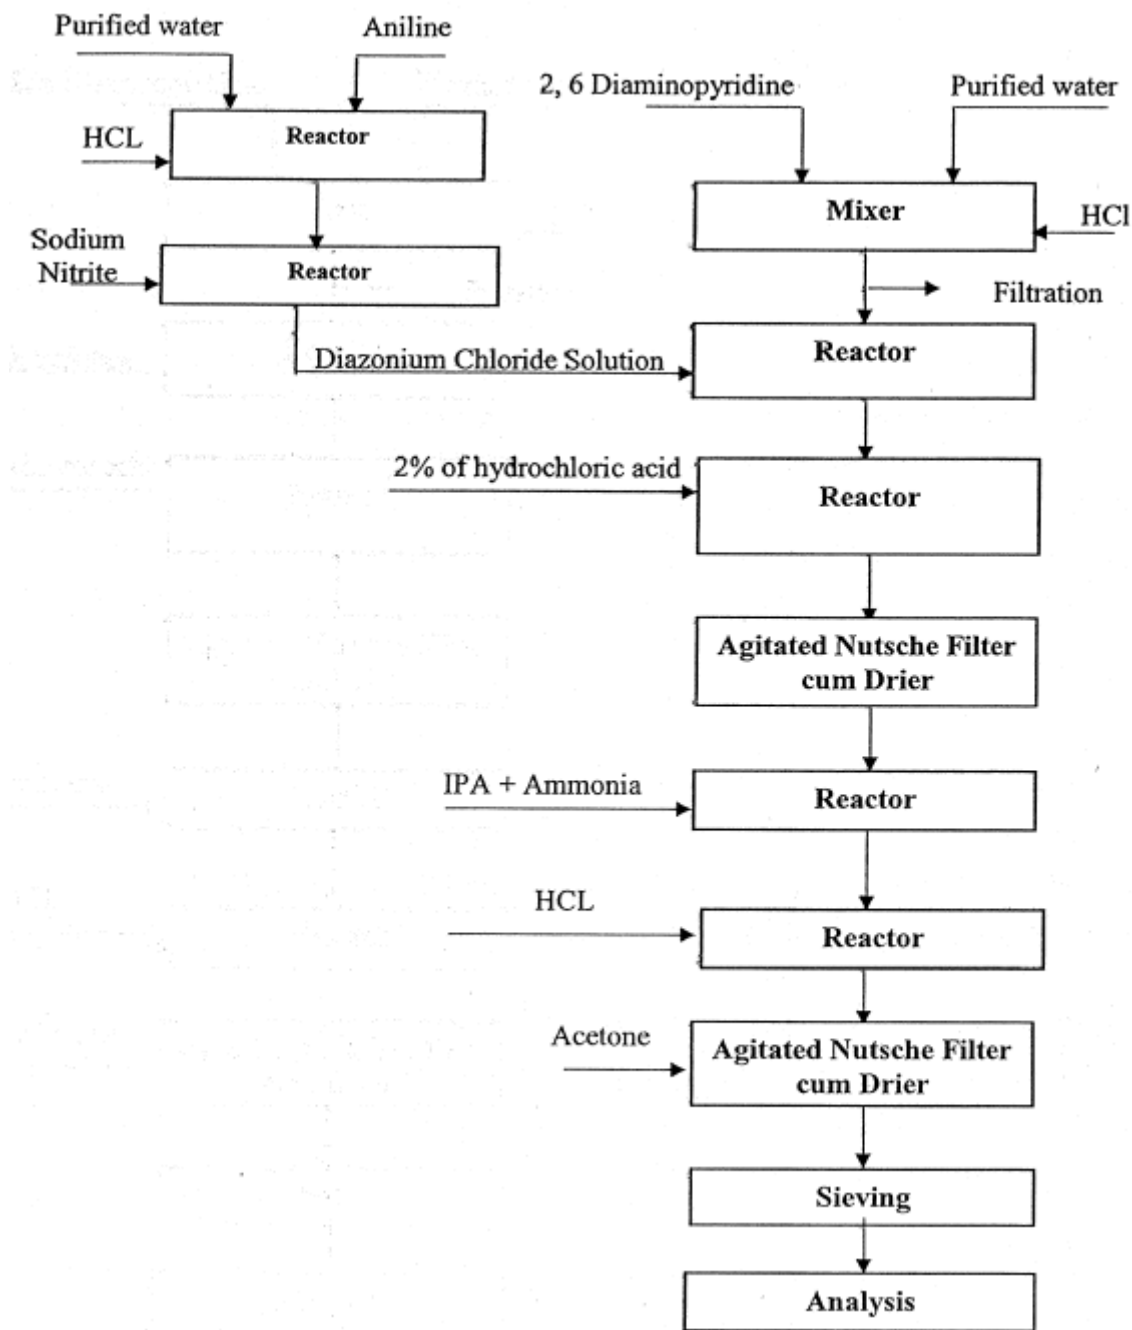 Purified water
Aniline
2, 6 Diaminopyridine
Purified water
HCL
Reactor
Mixer
HCl
Sodium
Nitrite
Reactor
Filtration
Diazonium Chloride Solution
Reactor
2% of hydrochloric acid
Reactor
Agitated Nutsche Filter
cum Drier
IPA + Ammonia
Reactor
HCL
Reactor
Acetone
Agitated Nutsche Filter
cum Drier
Sieving
Analysis